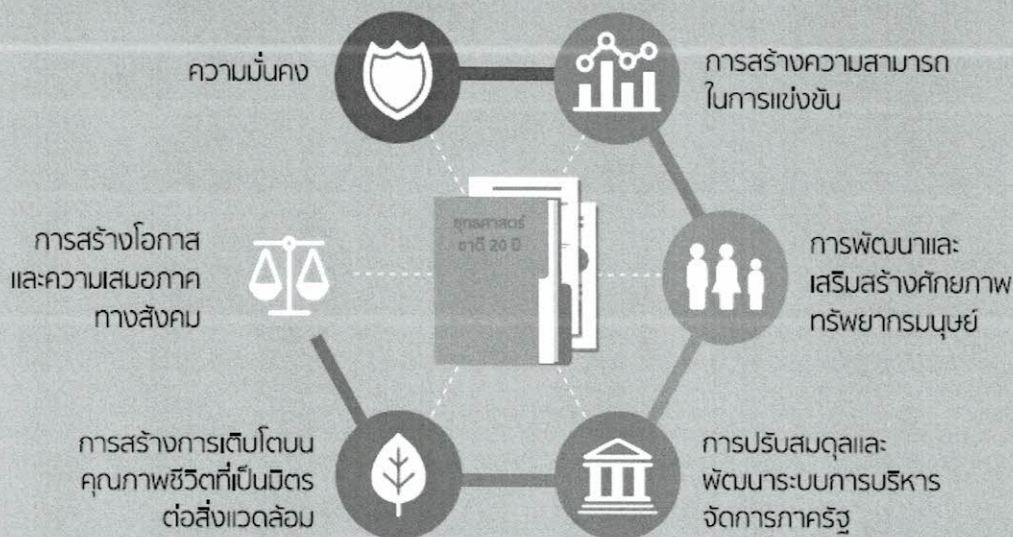 ความมั่นคง
การสร้างความสามารถ
ในการแข่งขัน
ยุทธศาสตร์
ชาติ 20 ปี
การสร้างโอกาส
และความเสมอภาค
ทางสังคม
การพัฒนาและ
เสริมสร้างศักยภาพ
ทรัพยากรมนุษย์
การสร้างการเติบโตบน
คุณภาพชีวิตที่เป็นมิตร
ต่อสิ่งแวดล้อม
การปรับสมดุลและ
พัฒนาระบบการบริหาร
จัดการภาครัฐ